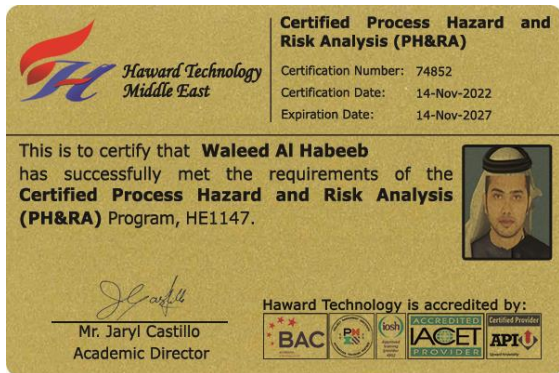 Haward Technology
Middle East
Certified Process Hazard and
Risk Analysis (PH&RA)
Certification Number: 74852
Certification Date: 14-Nov-2022
Expiration Date: 14-Nov-2027
This is to certify that Waleed Al Habeeb
has successfully met the requirements of the
Certified Process Hazard and Risk Analysis
(PH&RA) Program, HE1147.
Mr. Jaryl Castillo
Academic Director
Haward Technology is accredited by:
BAC
iosh
ACCREDITED
IACET
PROVIDER
Certified Provider
API